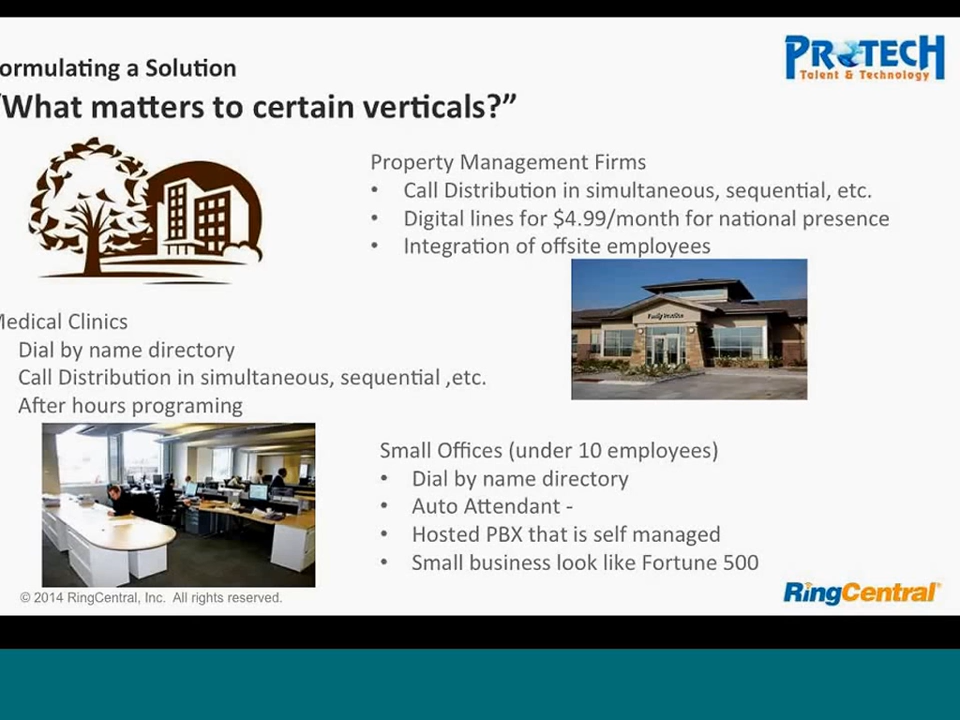 ormulating a Solution
"What matters to certain verticals?"
PROTECH
Talent & Technology
Property Management Firms
• Call Distribution in simultaneous, sequential, etc.
• Digital lines for $4.99/month for national presence
• Integration of offsite employees
Medical Clinics
Dial by name directory
Call Distribution in simultaneous, sequential ,etc.
After hours programing
Small Offices (under 10 employees)
• Dial by name directory
• Auto Attendant -
• Hosted PBX that is self managed
• Small business look like Fortune 500
© 2014 RingCentral, Inc. All rights reserved.
RingCentral®